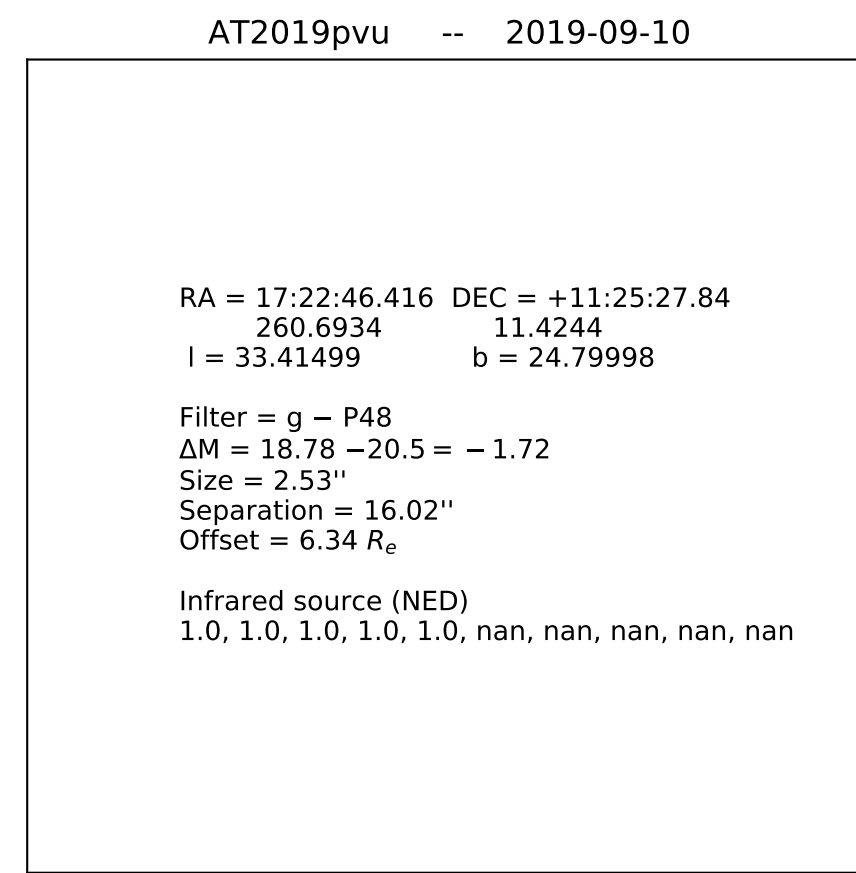 AT2019pvu -- 2019-09-10
RA = 17:22:46.416 DEC = +11:25:27.84
260.6934 11.4244
l = 33.41499 b = 24.79998
Filter = g − P48
ΔM = 18.78 −20.5 = − 1.72
Size = 2.53''
Separation = 16.02''
Offset = 6.34 Re
Infrared source (NED)
1.0, 1.0, 1.0, 1.0, 1.0, nan, nan, nan, nan, nan